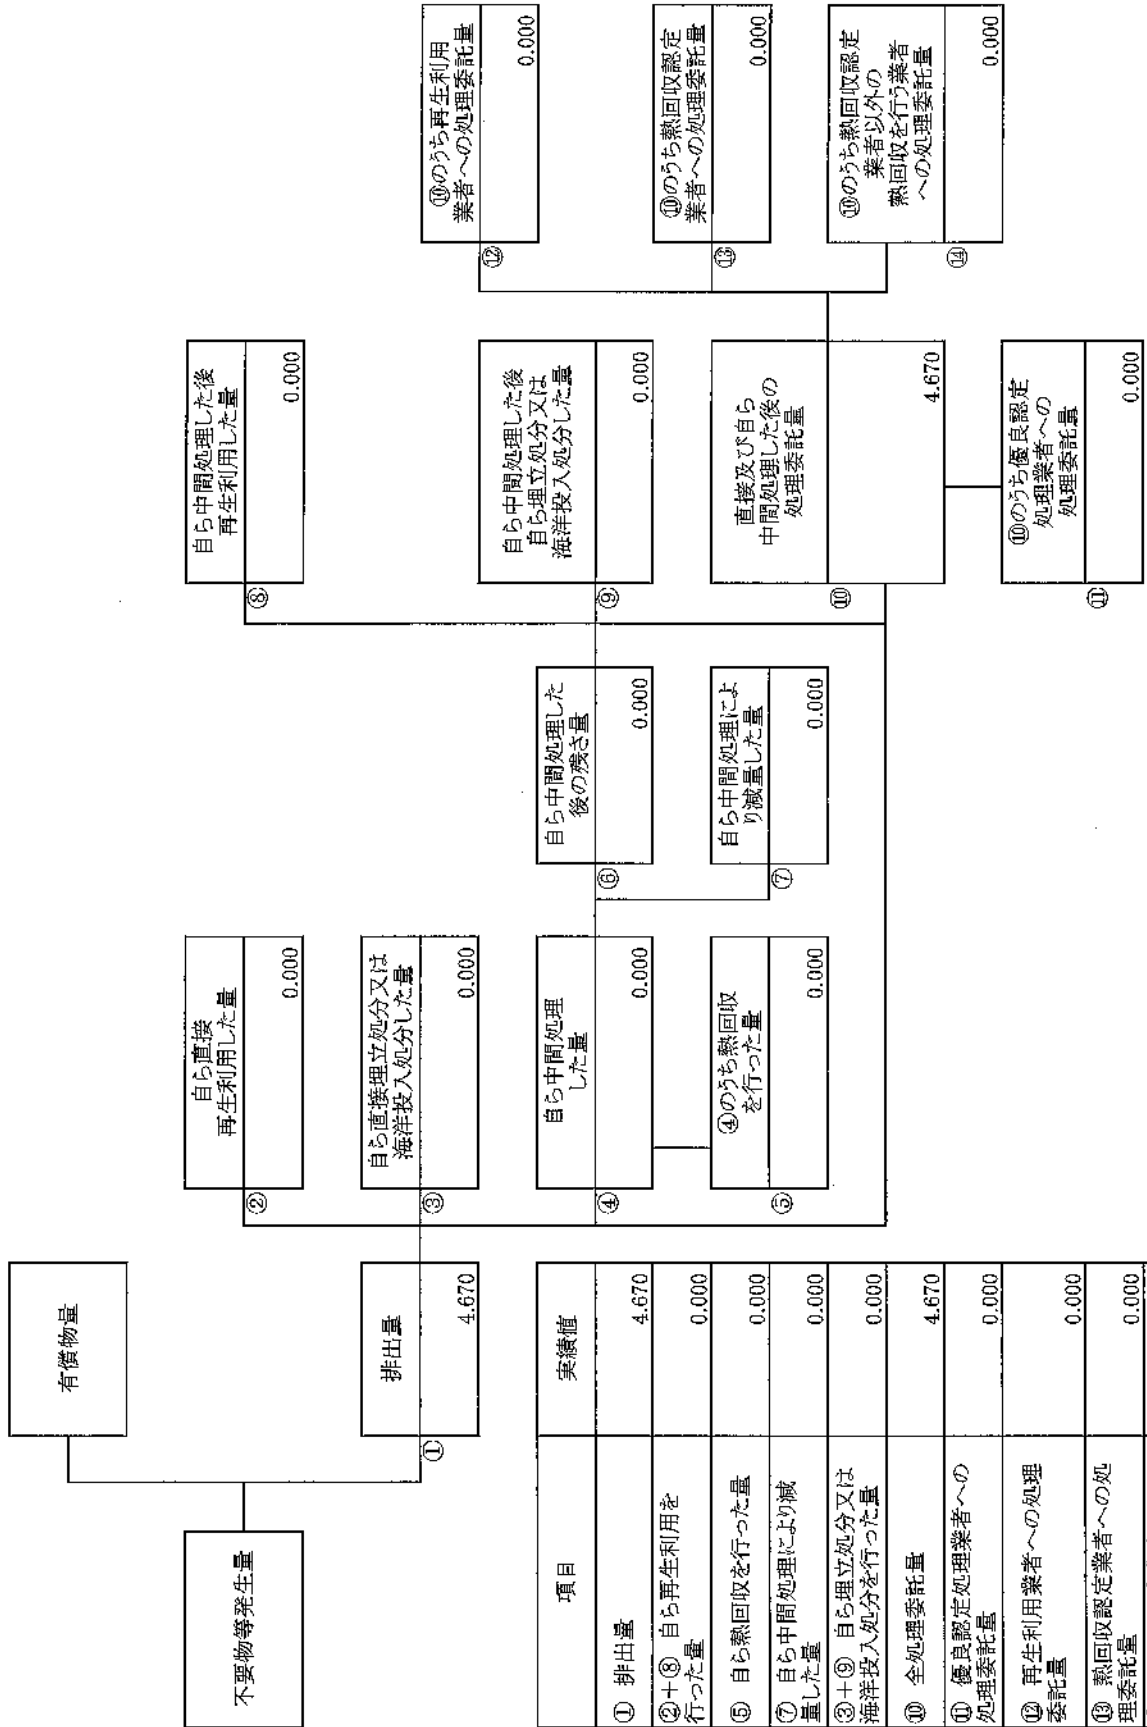 不要物等発生量
有償物量
①
排出量
4.670
②
自ら直接
再生利用した量
0.000
③
自ら直接埋立処分又は
海洋投入処分した量
0.000
④
自ら中間処理
した量
0.000
⑤
④のうち熱回収
を行った量
0.000
⑥
自ら中間処理した
後の残さ量
0.000
⑦
自ら中間処理によ
り減量した量
0.000
⑧
自ら中間処理した後
再生利用した量
0.000
⑨
自ら中間処理した後
自ら埋立処分又は
海洋投入処分した量
0.000
⑩
直接及び自ら
中間処理した後の
処理委託量
4.670
⑪
⑩のうち優良認定
処理業者への
処理委託量
0.000
⑫
⑩のうち再生利用
業者への処理委託量
0.000
⑬
⑩のうち熱回収認定
業者への処理委託量
0.000
⑭
⑩のうち熱回収認定
業者以外の
熱回収を行う業者
への処理委託量
0.000
項目 実績値
① 排出量 4.670
②+⑧ 自ら再生利用を
行った量 0.000
⑤ 自ら熱回収を行った量 0.000
⑦ 自ら中間処理により減
量した量 0.000
③+⑨ 自ら埋立処分又は
海洋投入処分を行った量 0.000
⑩ 全処理委託量 4.670
⑪ 優良認定処理業者への
処理委託量 0.000
⑫ 再生利用業者への処理
委託量 0.000
⑬ 熱回収認定業者への処
理委託量 0.000